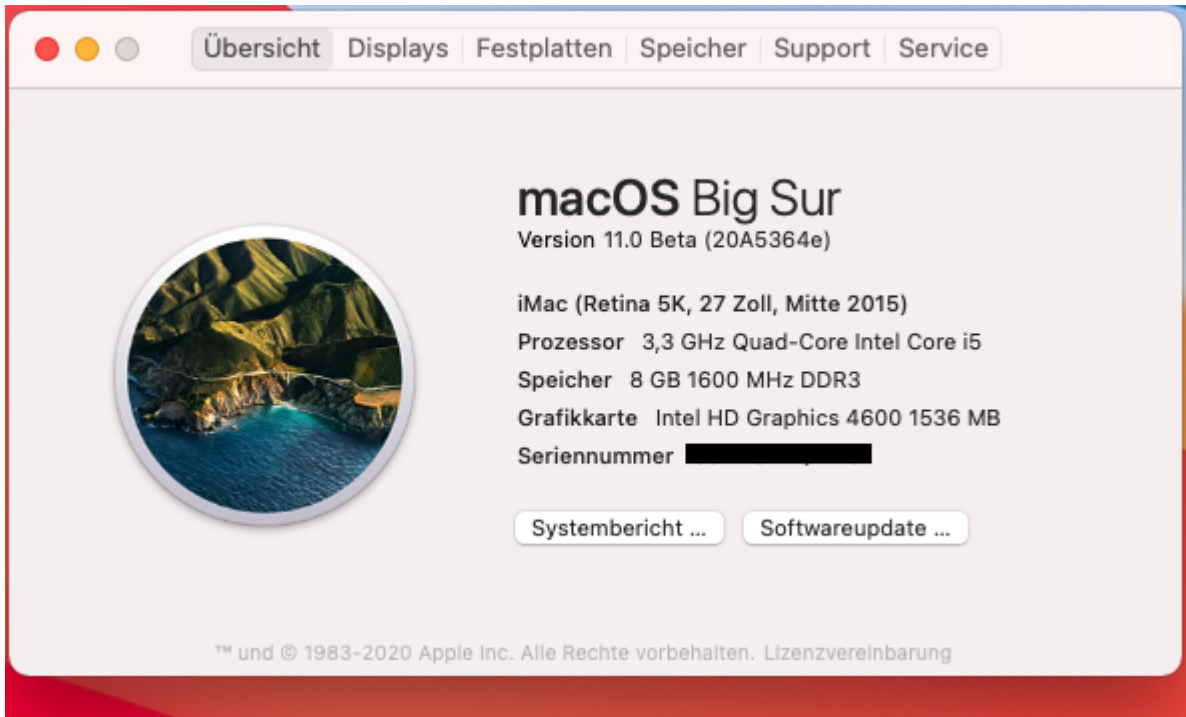 Übersicht Displays Festplatten Speicher Support Service
macOS Big Sur
Version 11.0 Beta (20A5364e)
iMac (Retina 5K, 27 Zoll, Mitte 2015)
Prozessor 3,3 GHz Quad-Core Intel Core i5
Speicher 8 GB 1600 MHz DDR3
Grafikkarte Intel HD Graphics 4600 1536 MB
Seriennummer
Systembericht ... Softwareupdate ...
™ und © 1983-2020 Apple Inc. Alle Rechte vorbehalten. Lizenzvereinbarung